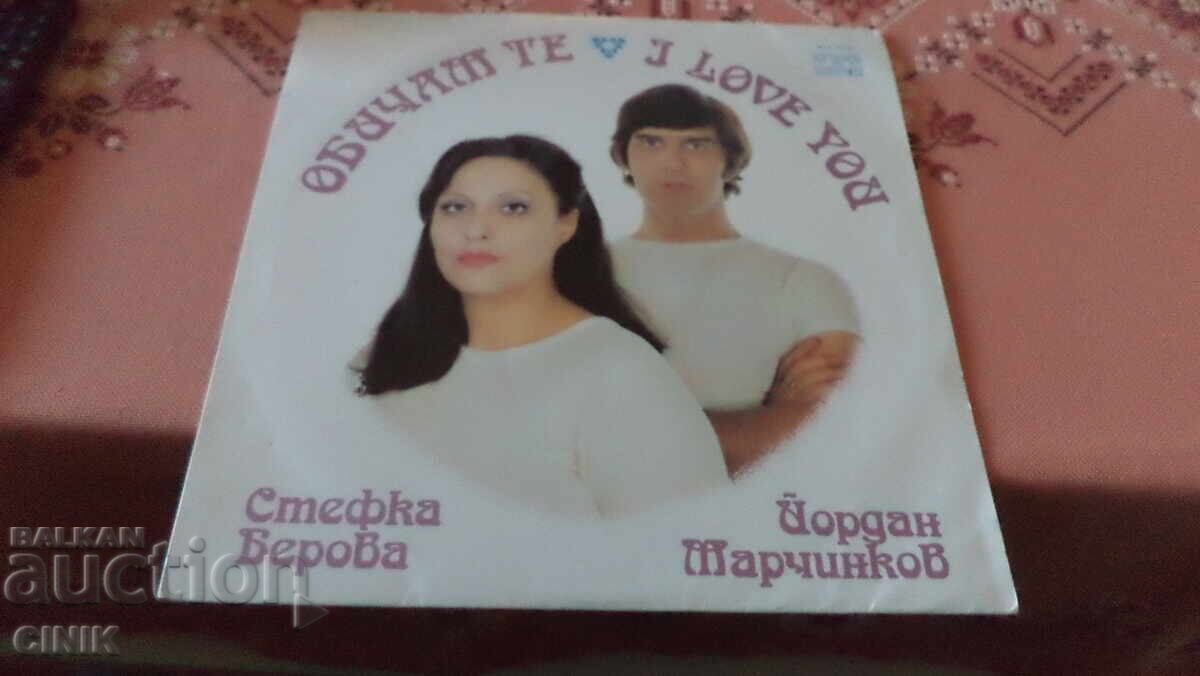 ОБИЧАМ ТЕ I LOVE YOU
Стефка
Берова
Йордан
Марчинков
BALKAN
auction
CINIK